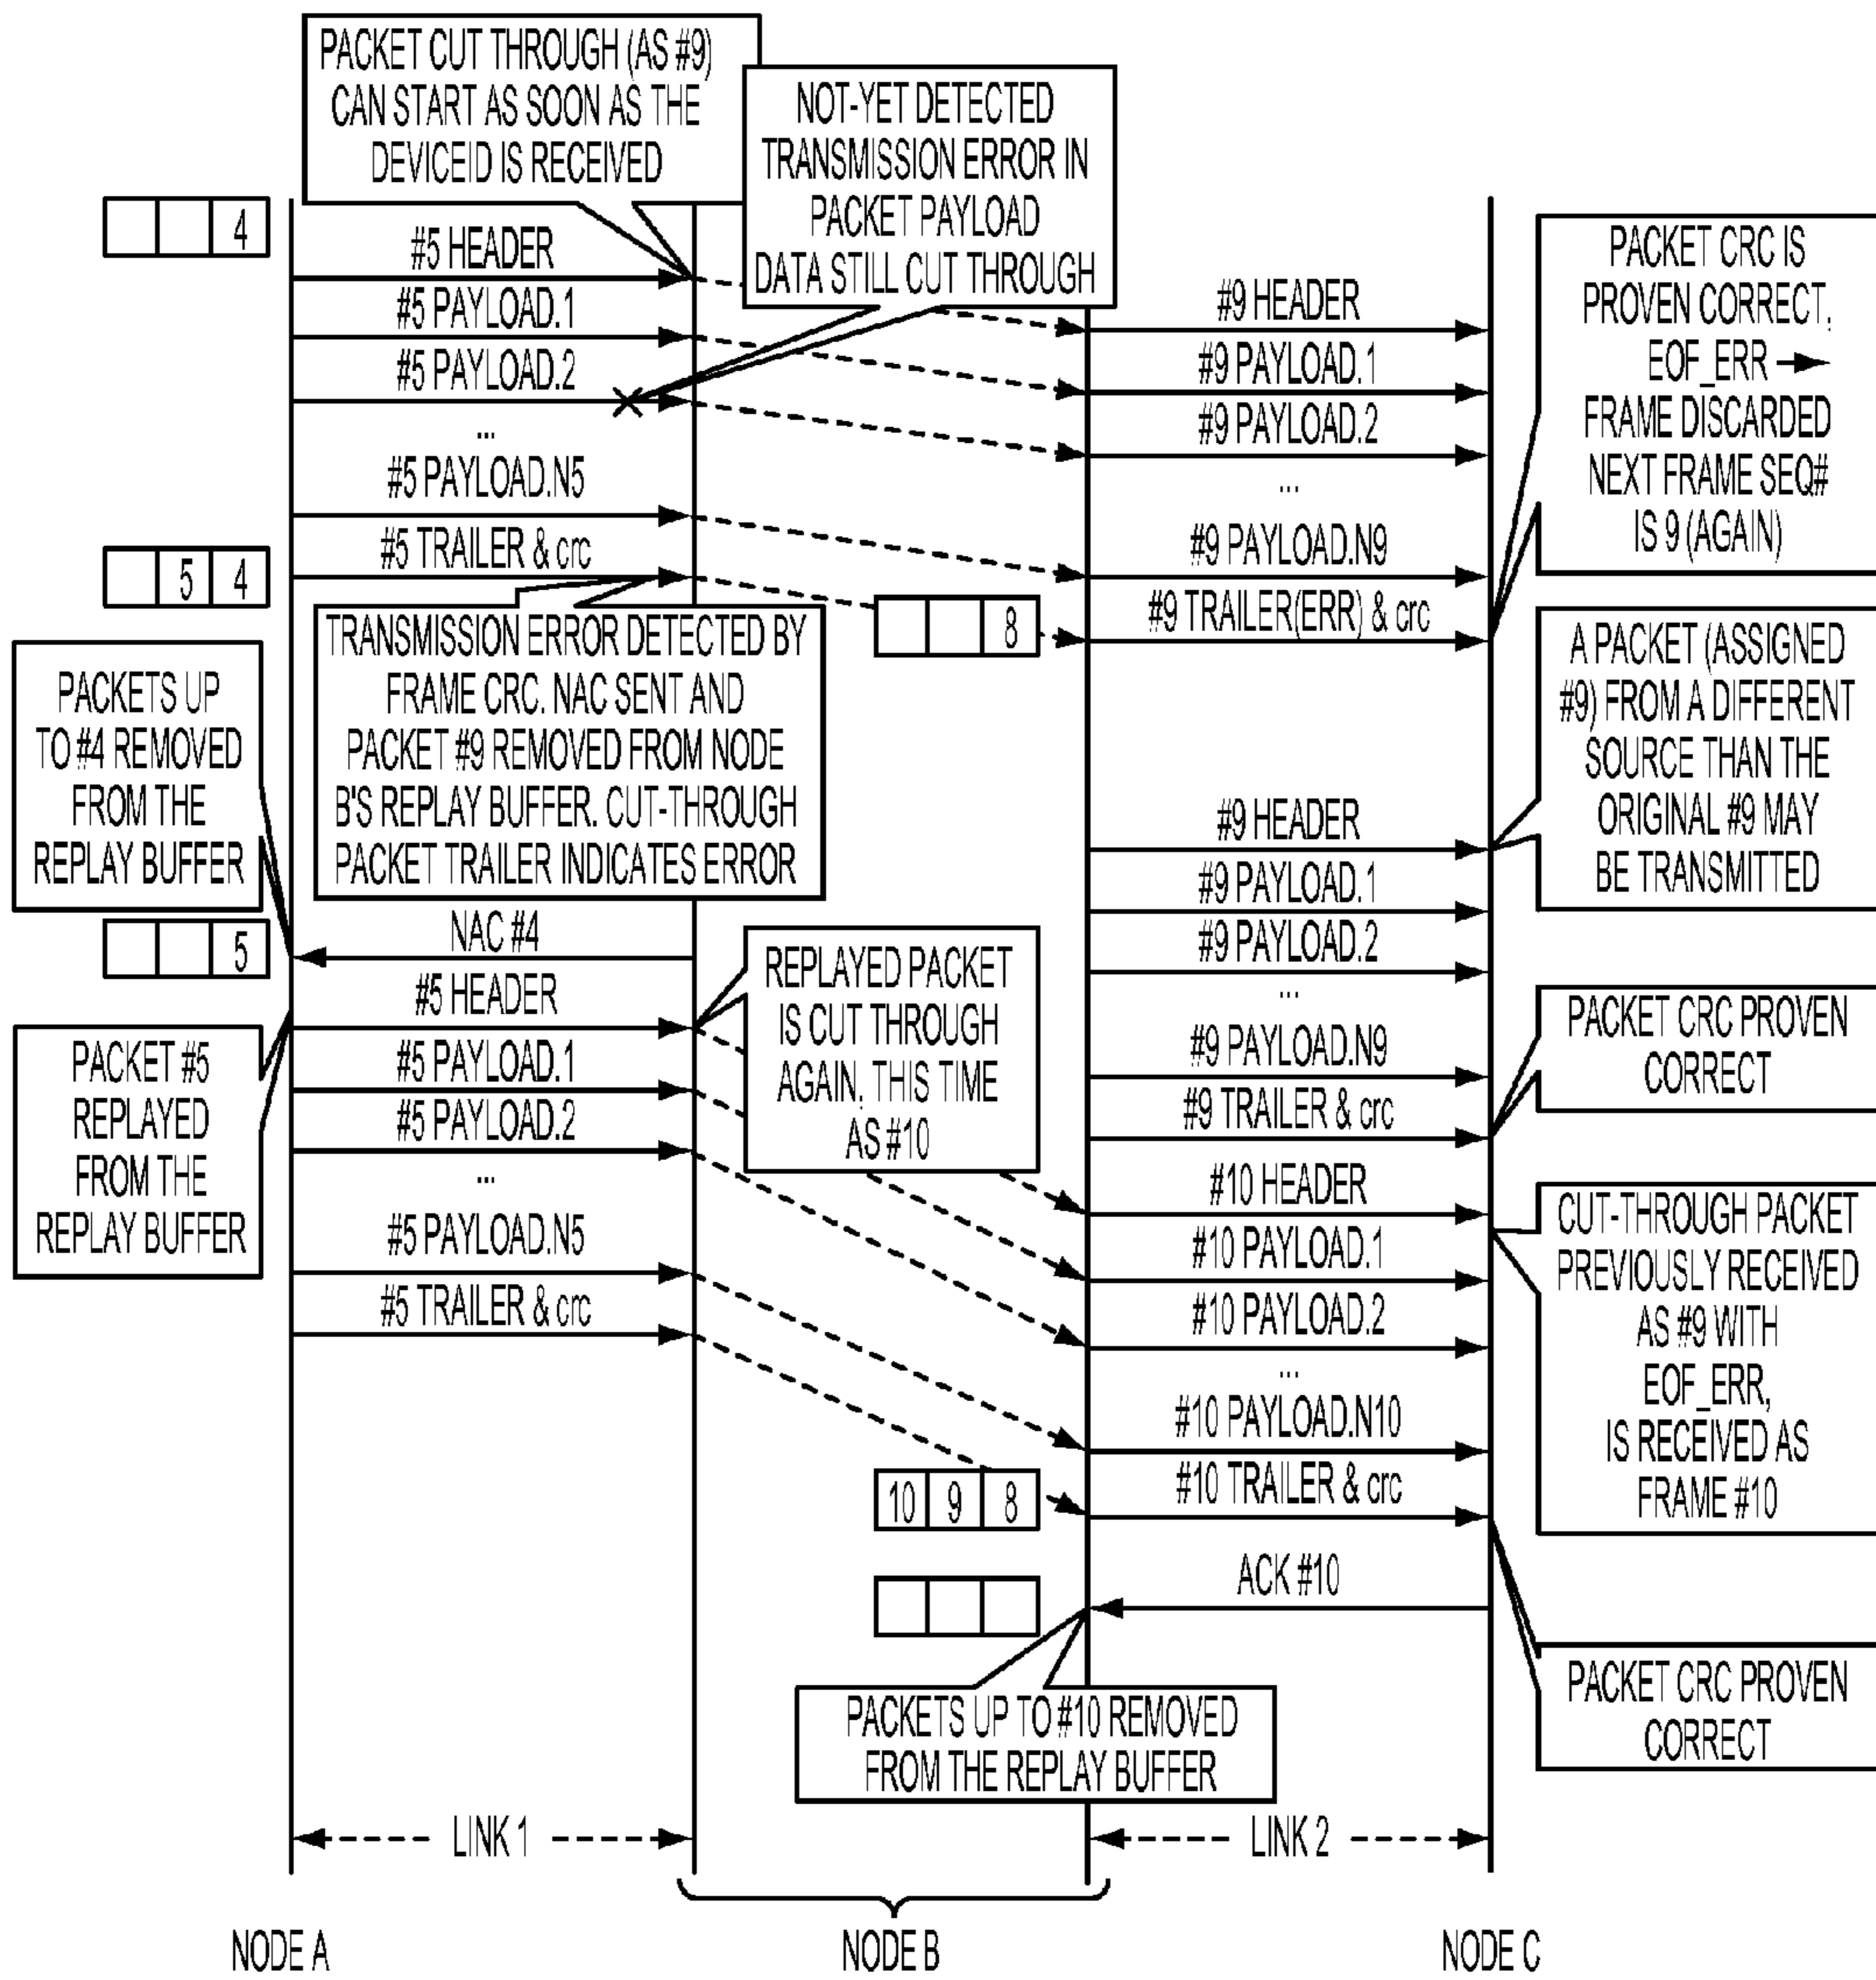 PACKET CUT THROUGH (AS #9)
CAN START AS SOON AS THE
DEVICEID IS RECEIVED
NOT-YET DETECTED
TRANSMISSION ERROR IN
PACKET PAYLOAD
DATA STILL CUT THROUGH
4
#5 HEADER
#5 PAYLOAD.1
#5 PAYLOAD.2
...
#5 PAYLOAD.N5
#5 TRAILER & crc
5 4
#9 HEADER
#9 PAYLOAD.1
#9 PAYLOAD.2
...
#9 PAYLOAD.N9
#9 TRAILER(ERR) & crc
8
PACKET CRC IS
PROVEN CORRECT.
EOF_ERR →
FRAME DISCARDED
NEXT FRAME SEQ#
IS 9 (AGAIN)
TRANSMISSION ERROR DETECTED BY
FRAME CRC. NAC SENT AND
PACKET #9 REMOVED FROM NODE
B'S REPLAY BUFFER. CUT-THROUGH
PACKET TRAILER INDICATES ERROR
PACKETS UP
TO #4 REMOVED
FROM THE
REPLAY BUFFER
A PACKET (ASSIGNED
#9) FROM A DIFFERENT
SOURCE THAN THE
ORIGINAL #9 MAY
BE TRANSMITTED
#9 HEADER
#9 PAYLOAD.1
#9 PAYLOAD.2
...
#9 PAYLOAD.N9
#9 TRAILER & crc
5
NAC #4
#5 HEADER
#5 PAYLOAD.1
#5 PAYLOAD.2
...
#5 PAYLOAD.N5
#5 TRAILER & crc
REPLAYED PACKET
IS CUT THROUGH
AGAIN, THIS TIME
AS #10
PACKET #5
REPLAYED
FROM THE
REPLAY BUFFER
PACKET CRC PROVEN
CORRECT
#10 HEADER
#10 PAYLOAD.1
#10 PAYLOAD.2
...
#10 PAYLOAD.N10
#10 TRAILER & crc
10 9 8
CUT-THROUGH PACKET
PREVIOUSLY RECEIVED
AS #9 WITH
EOF_ERR,
IS RECEIVED AS
FRAME #10
ACK #10
PACKETS UP TO #10 REMOVED
FROM THE REPLAY BUFFER
PACKET CRC PROVEN
CORRECT
LINK 1
LINK 2
NODE A
NODE B
NODE C